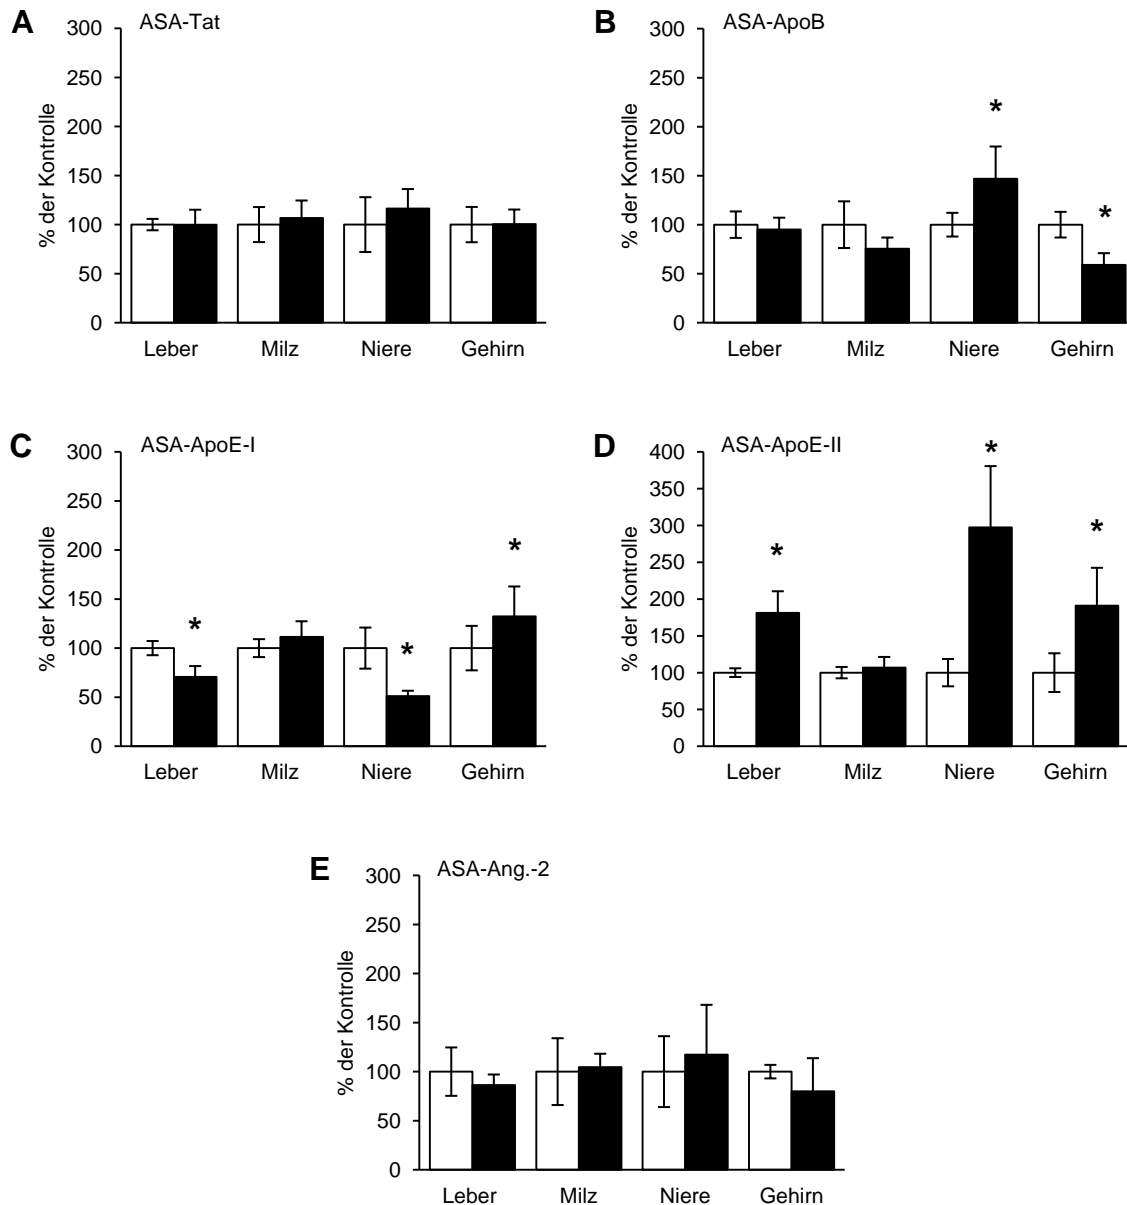 A
ASA-Tat
% der Kontrolle
300
250
200
150
100
50
0
Leber Milz Niere Gehirn
B
ASA-ApoB
% der Kontrolle
300
250
200
150
100
50
0
*
*
Leber Milz Niere Gehirn
C
ASA-ApoE-I
% der Kontrolle
300
250
200
150
100
50
0
*
*
*
Leber Milz Niere Gehirn
D
ASA-ApoE-II
% der Kontrolle
400
350
300
250
200
150
100
50
0
*
*
*
Leber Milz Niere Gehirn
E
ASA-Ang.-2
% der Kontrolle
300
250
200
150
100
50
0
Leber Milz Niere Gehirn